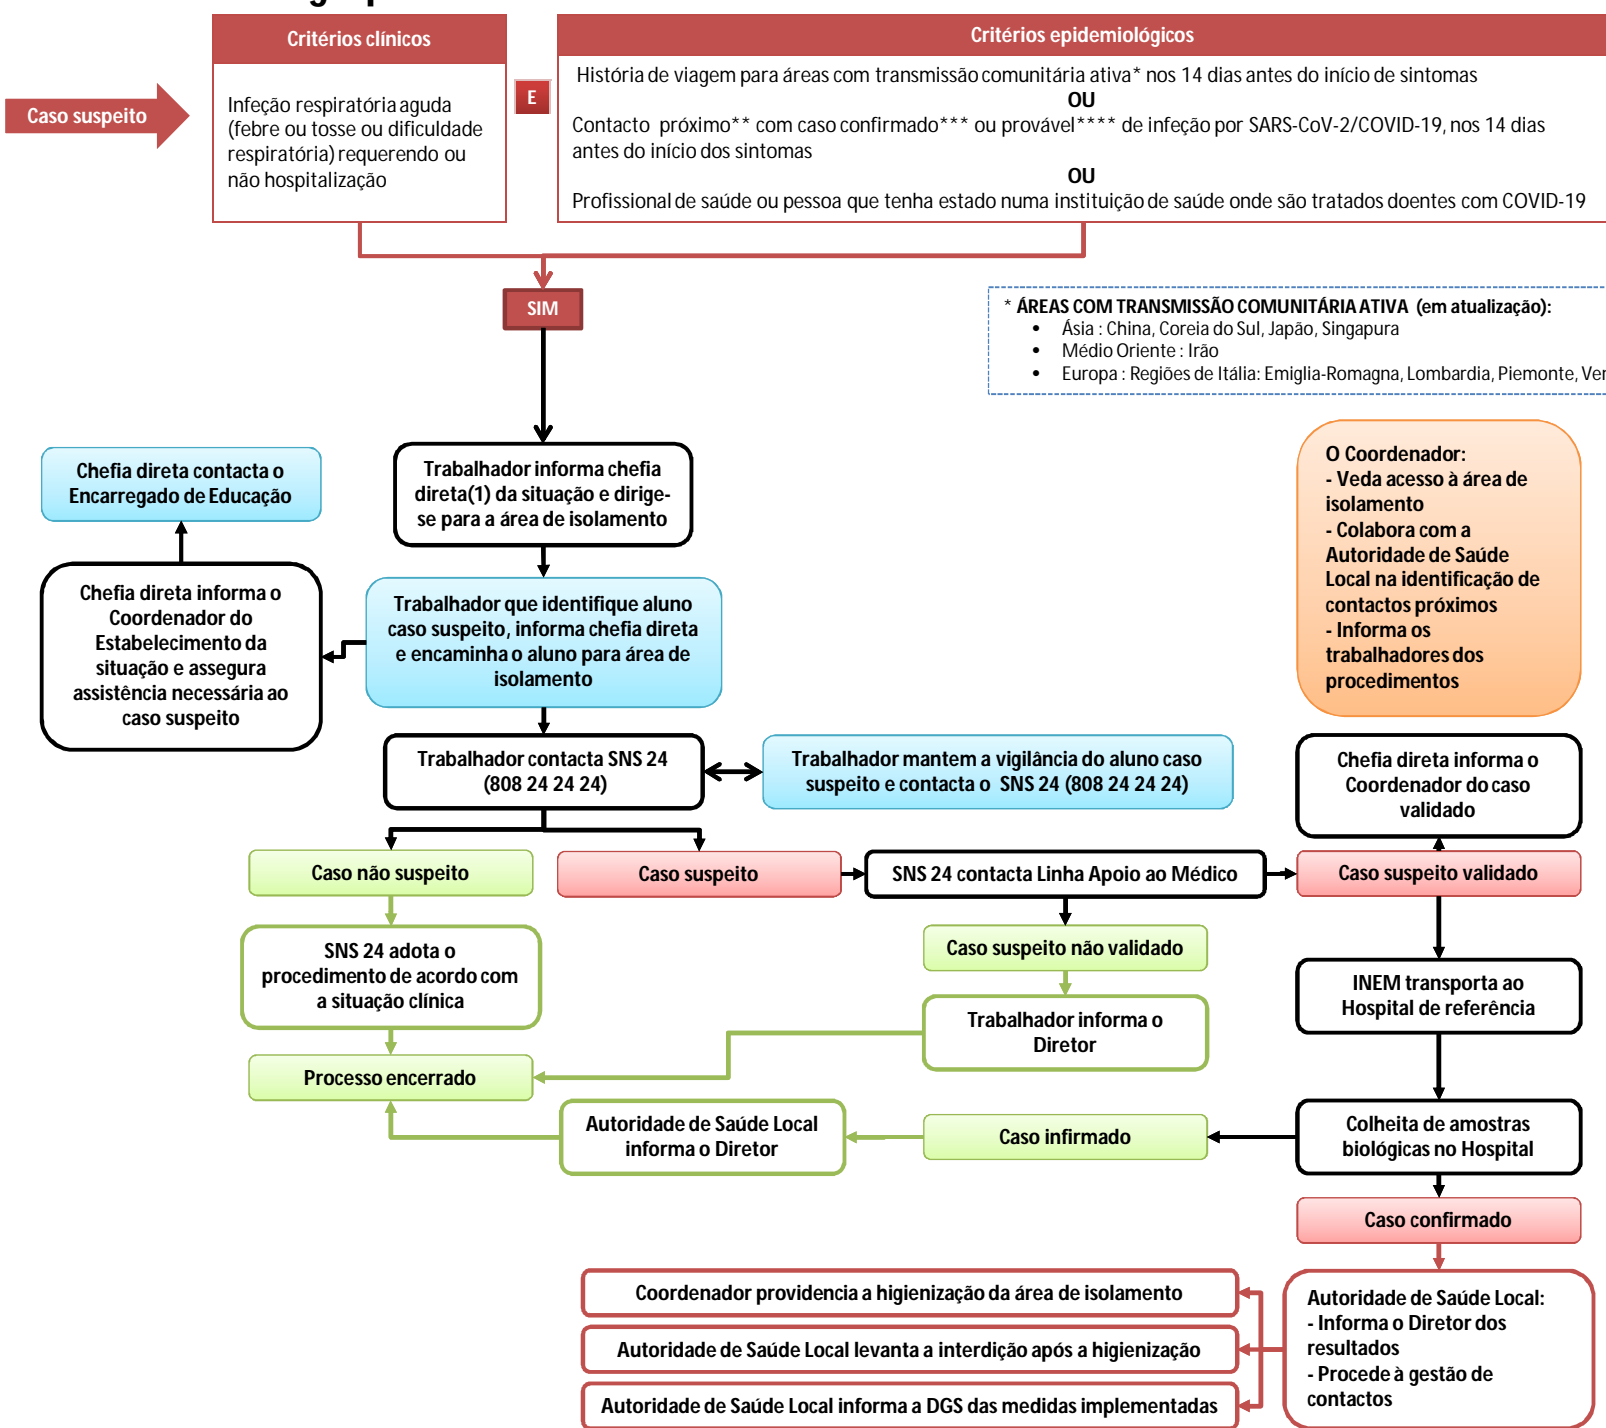 Critérios clínicos
Critérios epidemiológicos
Caso suspeito
Infeção respiratória aguda
(febre ou tosse ou dificuldade
respiratória) requerendo ou
não hospitalização
E
História de viagem para áreas com transmissão comunitária ativa* nos 14 dias antes do início de sintomas
OU
Contacto próximo** com caso confirmado*** ou provável**** de infeção por SARS-CoV-2/COVID-19, nos 14 dias
antes do início dos sintomas
OU
Profissional de saúde ou pessoa que tenha estado numa instituição de saúde onde são tratados doentes com COVID-19
SIM
* ÁREAS COM TRANSMISSÃO COMUNITÁRIA ATIVA (em atualização):
• Ásia : China, Coreia do Sul, Japão, Singapura
• Médio Oriente : Irão
• Europa : Regiões de Itália: Emiglia-Romagna, Lombardia, Piemonte,
Chefia direta contacta o
Encarregado de Educação
Trabalhador informa chefia
direta(1) da situação e dirige-
se para a área de isolamento
O Coordenador:
- Veda acesso à área de
isolamento
- Colabora com a
Autoridade de Saúde
Local na identificação de
contactos próximos
- Informa os
trabalhadores dos
procedimentos
Chefia direta informa o
Coordenador do
Estabelecimento da
situação e assegura
assistência necessária ao
caso suspeito
Trabalhador que identifique aluno
caso suspeito, informa chefia direta
e encaminha o aluno para área de
isolamento
Trabalhador contacta SNS 24
(808 24 24 24)
Trabalhador mantem a vigilância do aluno caso
suspeito e contacta o SNS 24 (808 24 24 24)
Chefia direta informa o
Coordenador do caso
validado
Caso não suspeito
Caso suspeito
SNS 24 contacta Linha Apoio ao Médico
Caso suspeito validado
SNS 24 adota o
procedimento de acordo com
a situação clínica
Caso suspeito não validado
INEM transporta ao
Hospital de referência
Trabalhador informa o
Diretor
Processo encerrado
Autoridade de Saúde Local
informa o Diretor
Caso infirmado
Colheita de amostras
biológicas no Hospital
Caso confirmado
Coordenador providencia a higienização da área de isolamento
Autoridade de Saúde Local levanta a interdição após a higienização
Autoridade de Saúde Local informa a DGS das medidas implementadas
Autoridade de Saúde Local:
- Informa o Diretor dos
resultados
- Procede à gestão de
contactos